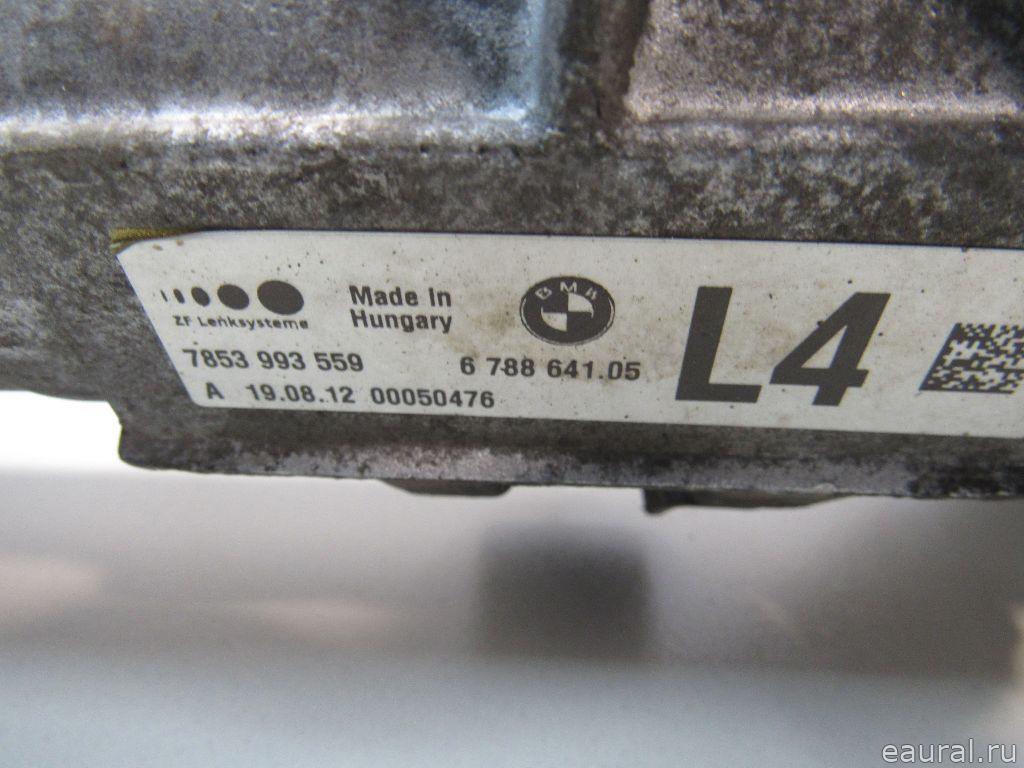 Made In
Hungary
BMW
ZF Lenksysteme
7853 993 559
6 788 641.05
L4
A 19.08.12 00050476
eaural.ru